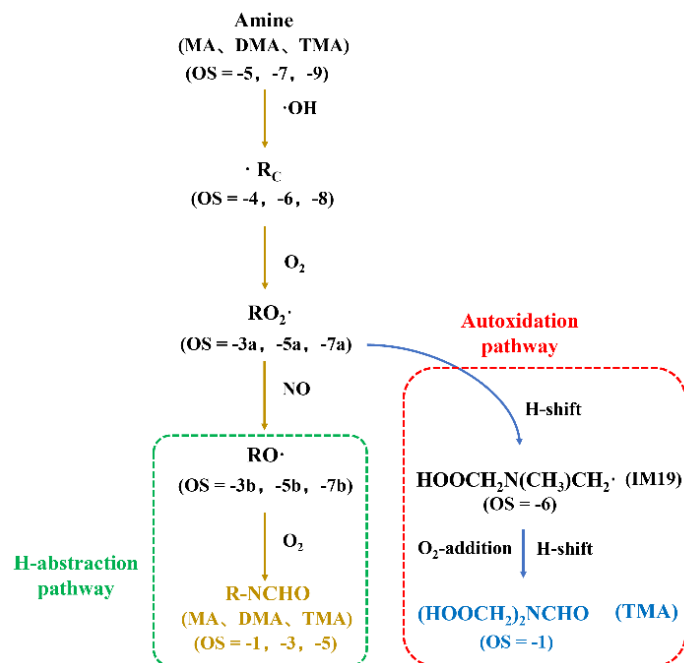 Amine
(MA、DMA、TMA)
(OS = -5, -7, -9)
·OH
· R_C
(OS = -4, -6, -8)
O₂
RO₂·
(OS = -3a, -5a, -7a)
NO
RO·
(OS = -3b, -5b, -7b)
O₂
R-NCHO
(MA、DMA、TMA)
(OS = -1, -3, -5)
H-abstraction
pathway
Autoxidation
pathway
H-shift
HOOCH₂N(CH₃)CH₂· (IM19)
(OS = -6)
O₂-addition H-shift
(HOOCH₂)₂NCHO (TMA)
(OS = -1)